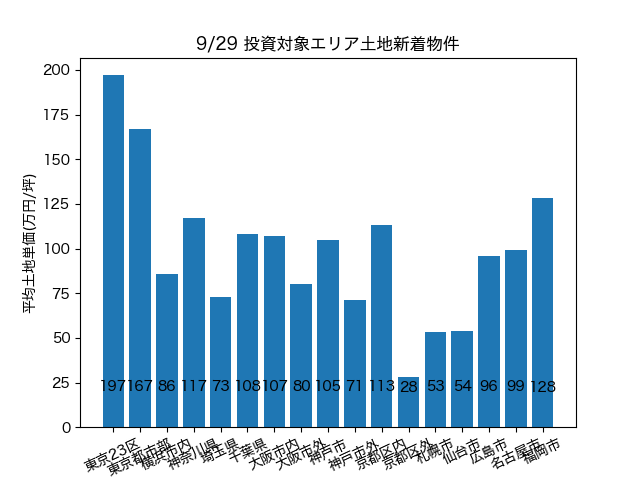 9/29 投資対象エリア土地新着物件
平均土地単価(万円/坪)
200
175
150
125
100
75
50
25
0
197 167 86 117 73 108 107 80 105 71 113 28 53 54 96 99 128
東京23区 東京都市部 横浜市内 神奈川県 埼玉県 千葉県 大阪市内 大阪市外 神戸市 神戸市外 京都区内 京都区外 札幌市 仙台市 広島市 名古屋市 福岡市